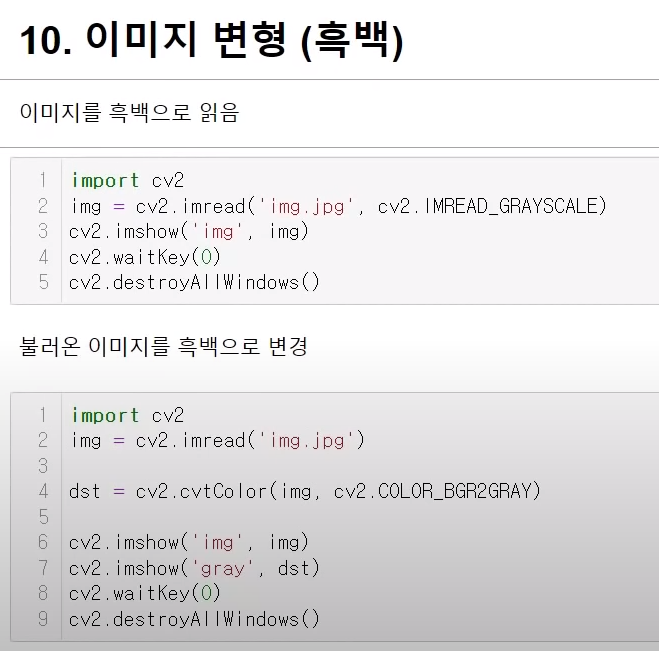 10. 이미지 변형 (흑백)
이미지를 흑백으로 읽음
1 import cv2
2 img = cv2.imread('img.jpg', cv2.IMREAD_GRAYSCALE)
3 cv2.imshow('img', img)
4 cv2.waitKey(0)
5 cv2.destroyAllWindows()
불러온 이미지를 흑백으로 변경
1 import cv2
2 img = cv2.imread('img.jpg')
3
4 dst = cv2.cvtColor(img, cv2.COLOR_BGR2GRAY)
5
6 cv2.imshow('img', img)
7 cv2.imshow('gray', dst)
8 cv2.waitKey(0)
9 cv2.destroyAllWindows()